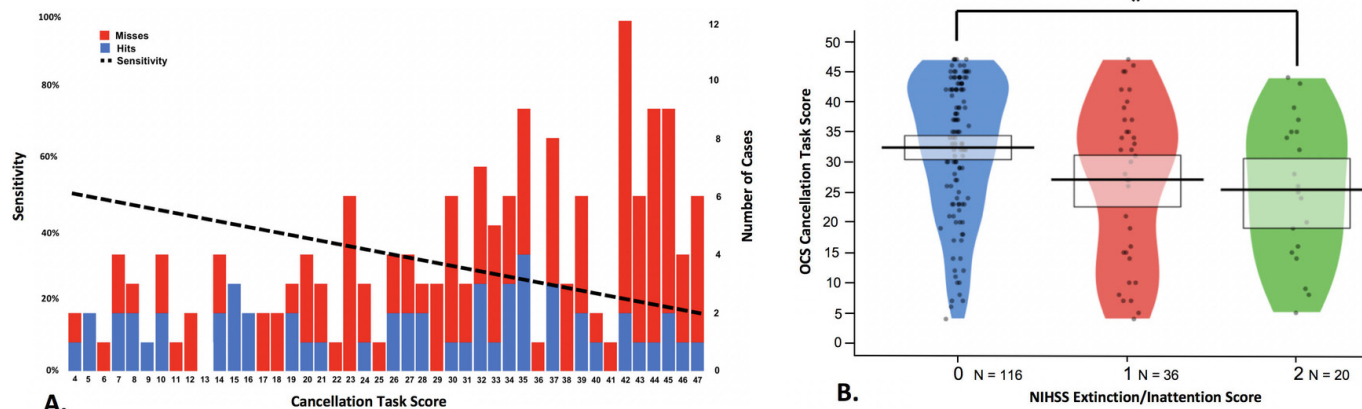 100%
80%
60%
40%
20%
0%
Sensitivity
Misses
Hits
Sensitivity
12
10
8
6
4
2
0
Number of Cases
4 5 6 7 8 9 10 11 12 13 14 15 16 17 18 19 20 21 22 23 24 25 26 27 28 29 30 31 32 33 34 35 36 37 38 39 40 41 42 43 44 45 46 47
Cancellation Task Score
A.
50
45
40
35
30
25
20
15
10
5
0
OCS Cancellation Task Score
0 N = 116 1 N = 36 2 N = 20
NIHSS Extinction/Inattention Score
B.